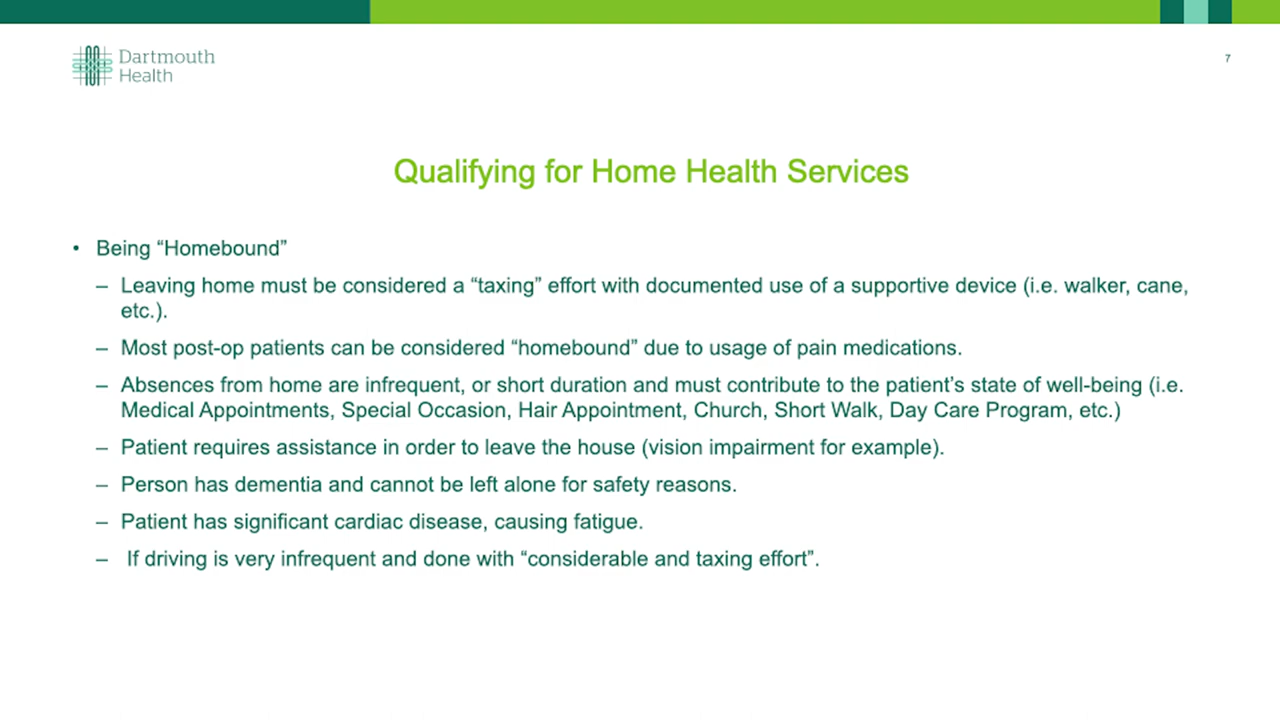 Dartmouth
Health
7
Qualifying for Home Health Services
• Being “Homebound”
– Leaving home must be considered a “taxing” effort with documented use of a supportive device (i.e. walker, cane,
etc.).
– Most post-op patients can be considered “homebound” due to usage of pain medications.
– Absences from home are infrequent, or short duration and must contribute to the patient’s state of well-being (i.e.
Medical Appointments, Special Occasion, Hair Appointment, Church, Short Walk, Day Care Program, etc.)
– Patient requires assistance in order to leave the house (vision impairment for example).
– Person has dementia and cannot be left alone for safety reasons.
– Patient has significant cardiac disease, causing fatigue.
– If driving is very infrequent and done with “considerable and taxing effort”.